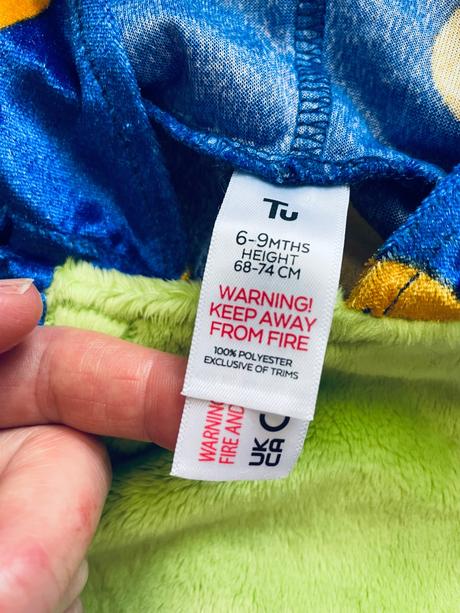 Tu
6-9MTHS
HEIGHT
68-74 CM
WARNING!
KEEP AWAY
FROM FIRE
100% POLYESTER
EXCLUSIVE OF TRIMS
WARNING
FIRE AND
UK
CA